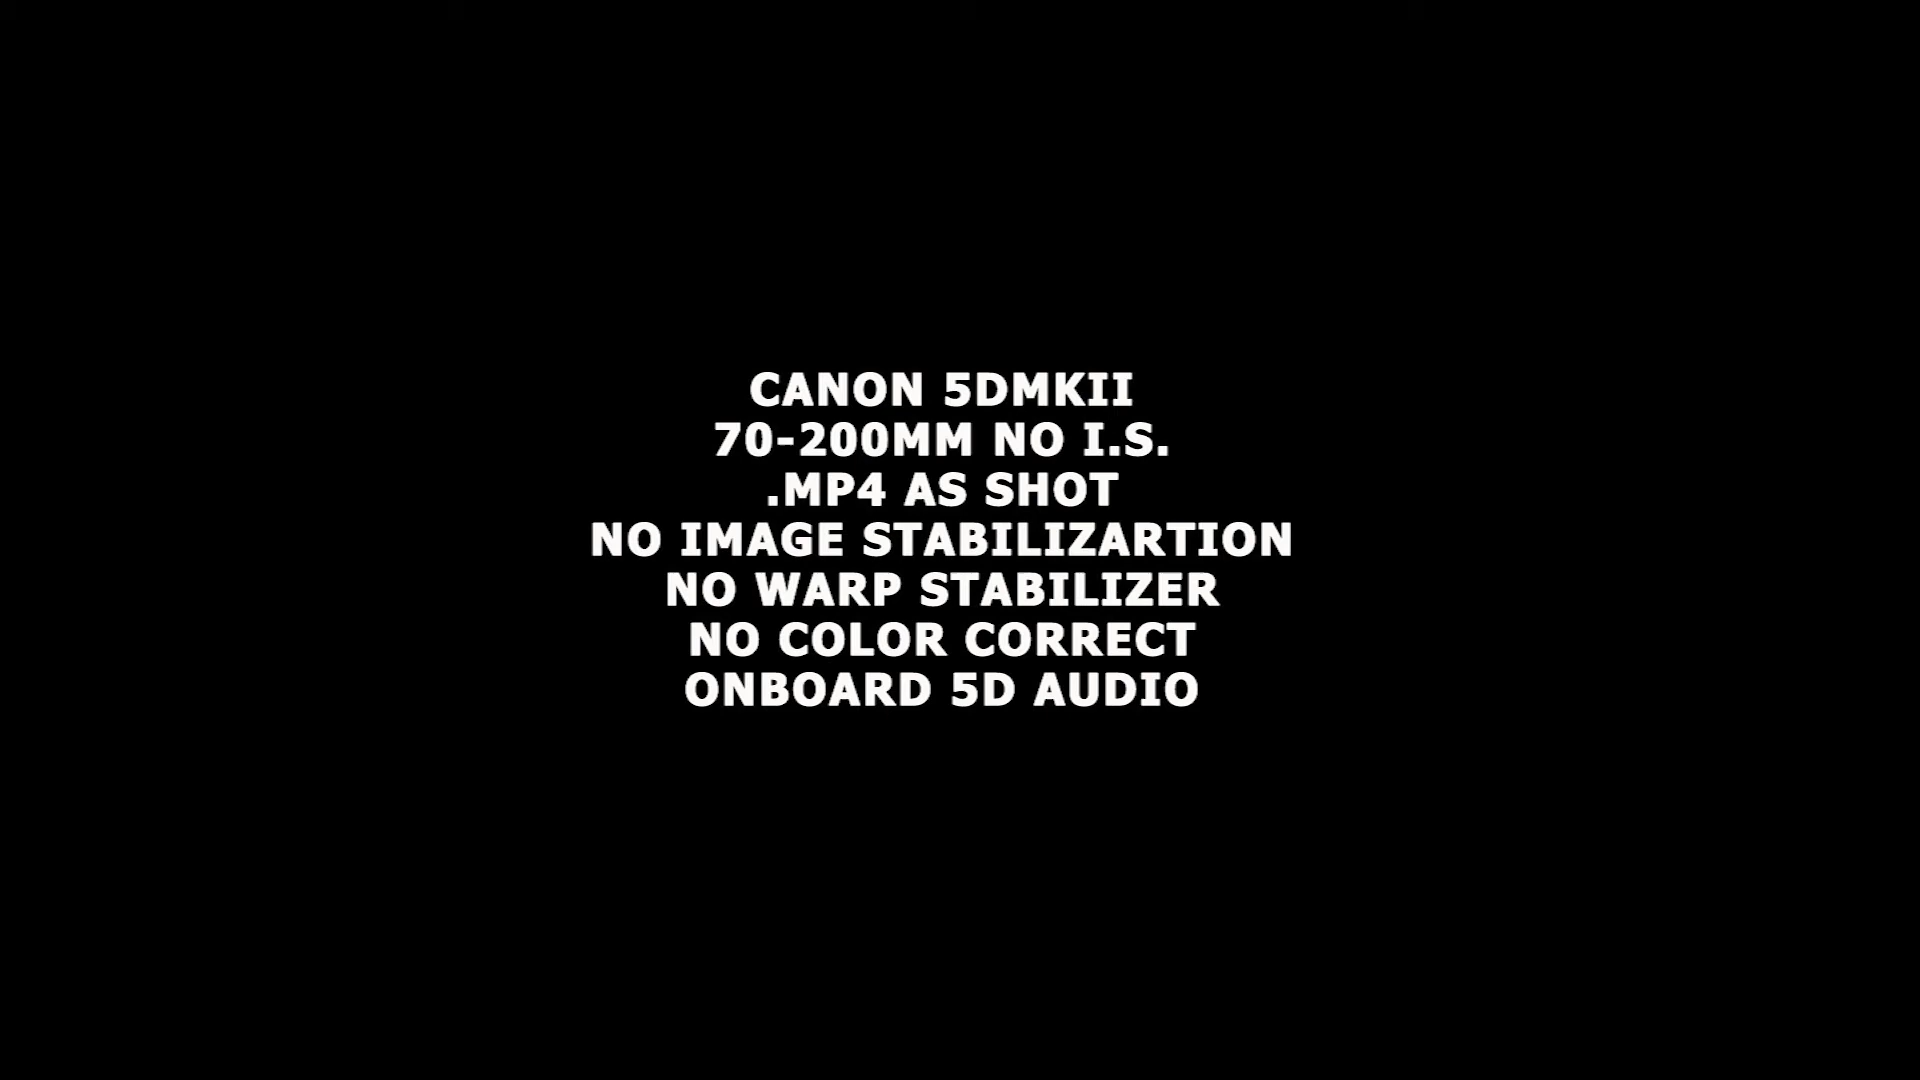 CANON 5DMKII
70-200MM NO I.S.
.MP4 AS SHOT
NO IMAGE STABILIZARTION
NO WARP STABILIZER
NO COLOR CORRECT
ONBOARD 5D AUDIO